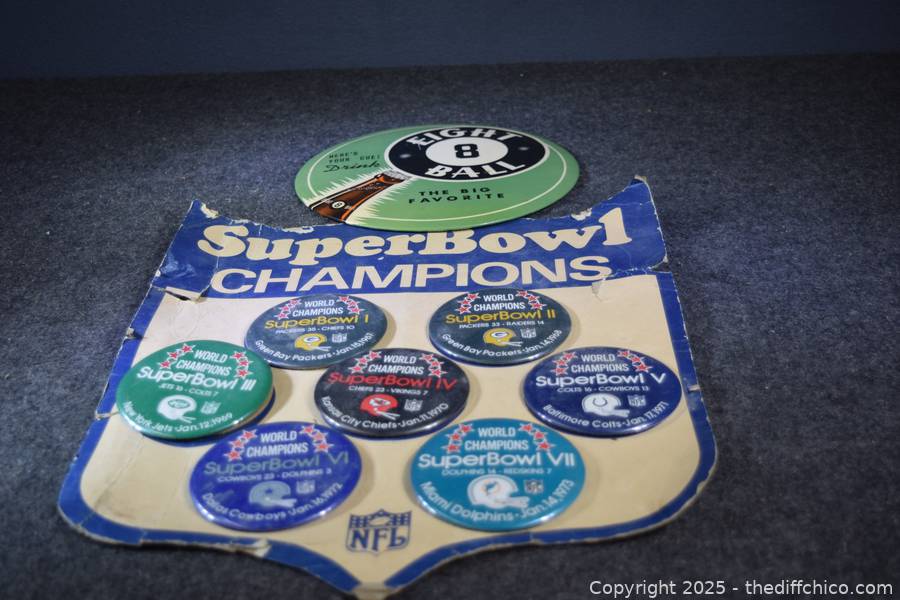 HERE'S
YOUR CUE!
Drink
EIGHT
8
BALL
THE BIG
FAVORITE
SuperBowl
CHAMPIONS
WORLD
CHAMPIONS
SuperBowl I
PACKERS 35 - CHIEFS 10
Green Bay Packers • Jan. 15, 1967
WORLD
CHAMPIONS
SuperBowl II
PACKERS 33 - RAIDERS 14
Green Bay Packers • Jan. 14, 1968
WORLD
CHAMPIONS
SuperBowl III
JETS 16 - COLTS 7
New York Jets • Jan. 12, 1969
WORLD
CHAMPIONS
SuperBowl IV
CHIEFS 23 - VIKINGS 7
Kansas City Chiefs • Jan. 11, 1970
WORLD
CHAMPIONS
SuperBowl V
COLTS 16 - COWBOYS 13
Baltimore Colts • Jan. 17, 1971
WORLD
CHAMPIONS
SuperBowl VI
COWBOYS 23 - DOLPHINS 3
Dallas Cowboys • Jan. 16, 1972
WORLD
CHAMPIONS
SuperBowl VII
DOLPHINS 14 - REDSKINS 7
Miami Dolphins • Jan. 14, 1973
NFL
Copyright 2025 - thediffchico.com